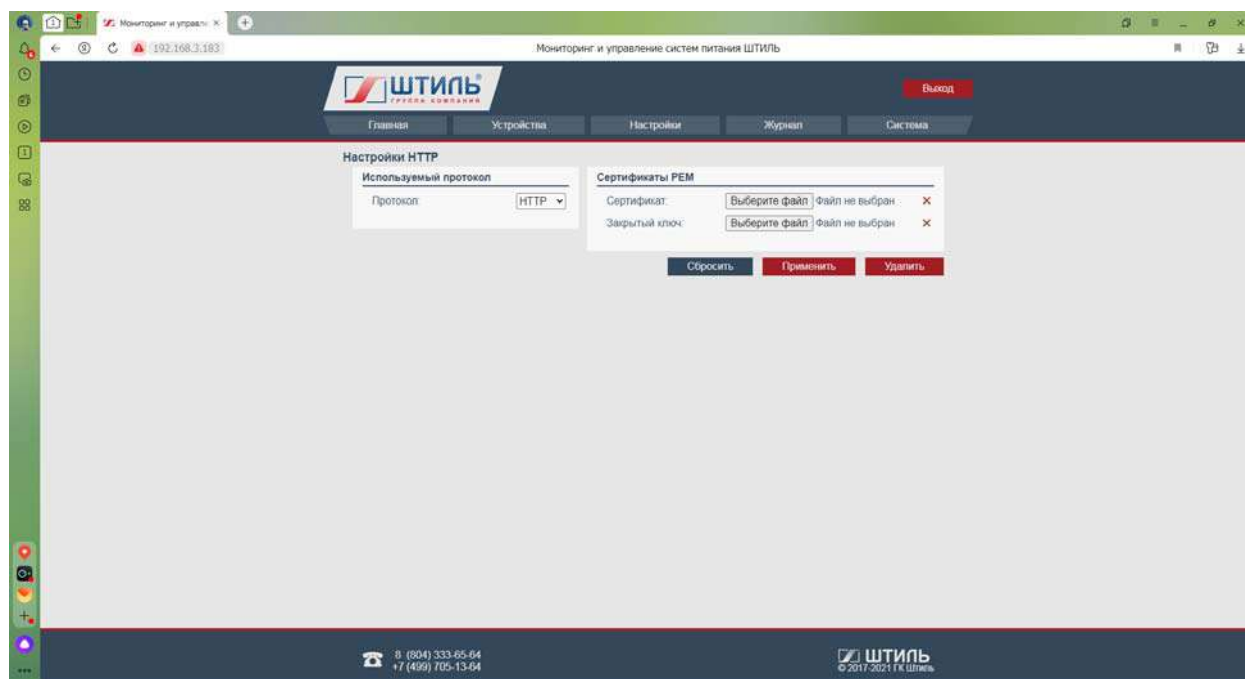 Мониторинг и управле
192.168.3.183
Мониторинг и управление систем питания ШТИЛЬ
ШТИЛЬ
ГРУППА КОМПАНИЙ
Выход
Главная Устройства Настройки Журнал Система
Настройки HTTP
Используемый протокол
Протокол: HTTP
Сертификаты PEM
Сертификат: Выберите файл Файл не выбран
Закрытый ключ: Выберите файл Файл не выбран
Сбросить Применить Удалить
8 (804) 333-65-64
+7 (499) 705-13-64
ШТИЛЬ
© 2017-2021 ГК Штиль